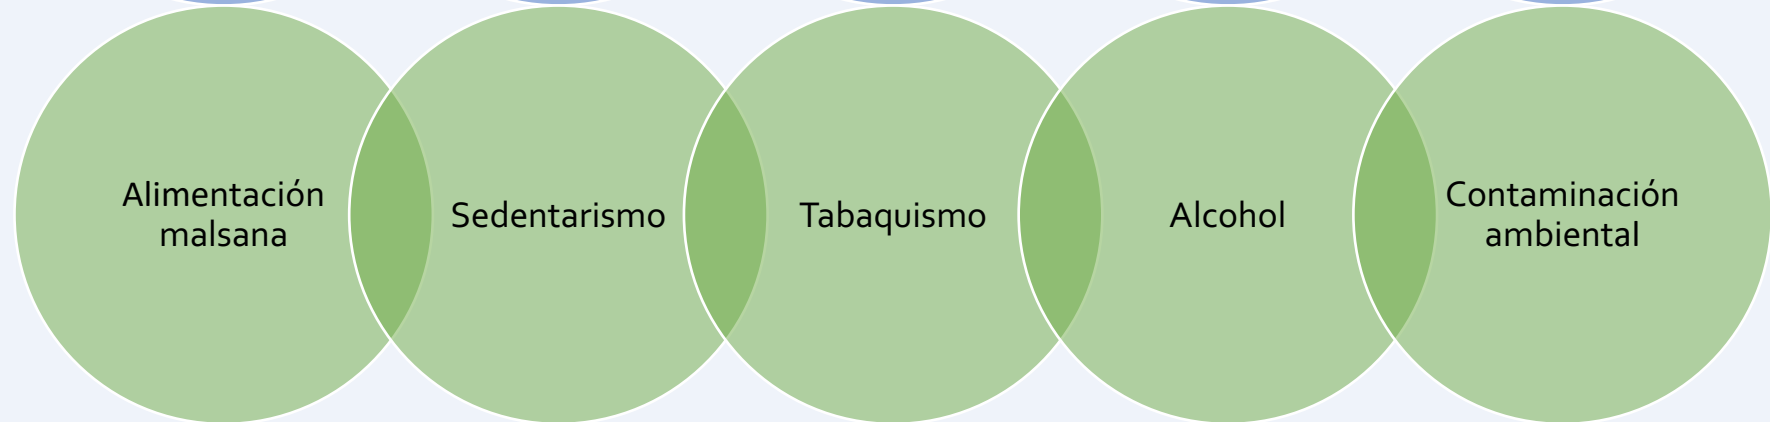 Alimentación
malsana
Sedentarismo
Tabaquismo
Alcohol
Contaminación
ambiental